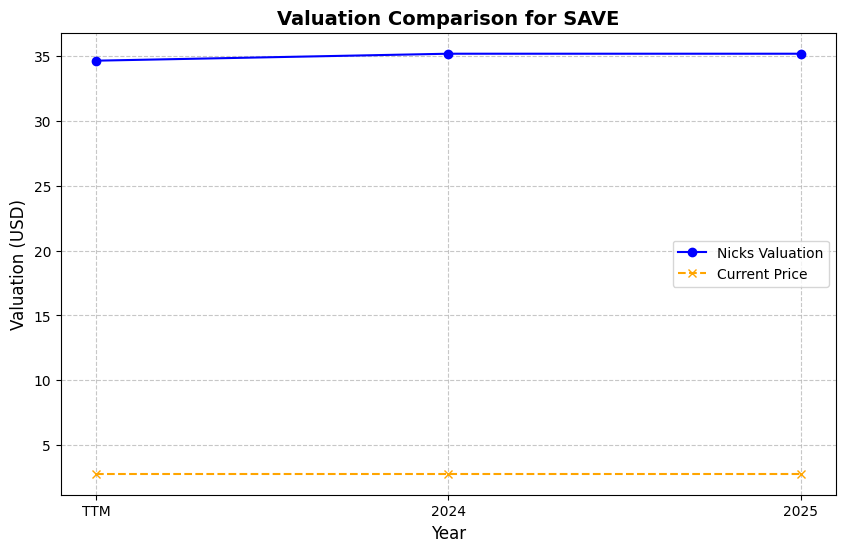 Valuation Comparison for SAVE
Valuation (USD)
35
30
25
20
15
10
5
Nicks Valuation
Current Price
TTM
2024
2025
Year